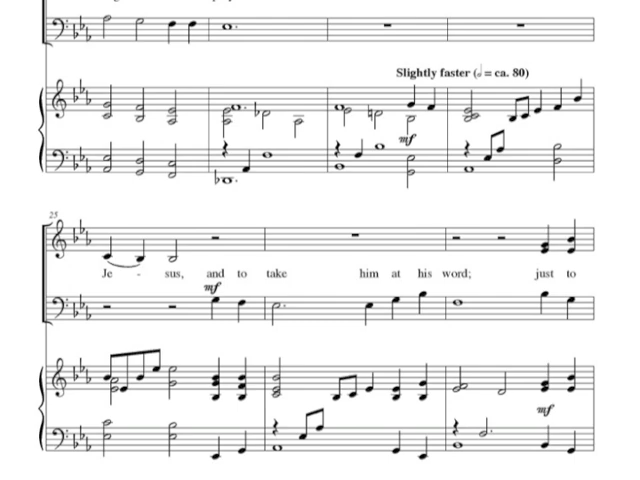 Slightly faster (𝅗𝅥 = ca. 80)
mf
25
Je - sus, and to take him at his word; just to
mf
mf